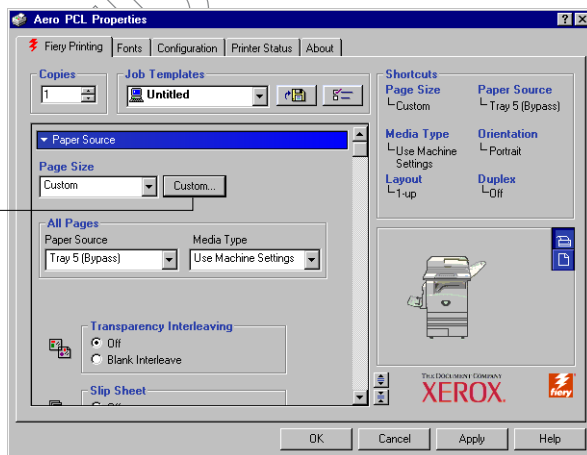 Aero PCL Properties
Fiery Printing Fonts Configuration Printer Status About
Copies
1
Job Templates
Untitled
Paper Source
Page Size
Custom Custom...
All Pages
Paper Source Media Type
Tray 5 (Bypass) Use Machine Settings
Transparency Interleaving
Off
Blank Interleave
Slip Sheet
Shortcuts
Page Size Paper Source
Custom Tray 5 (Bypass)
Media Type Orientation
Use Machine Portrait
Settings
Layout Duplex
1-up Off
THE DOCUMENT COMPANY
XEROX.
fiery
OK Cancel Apply Help